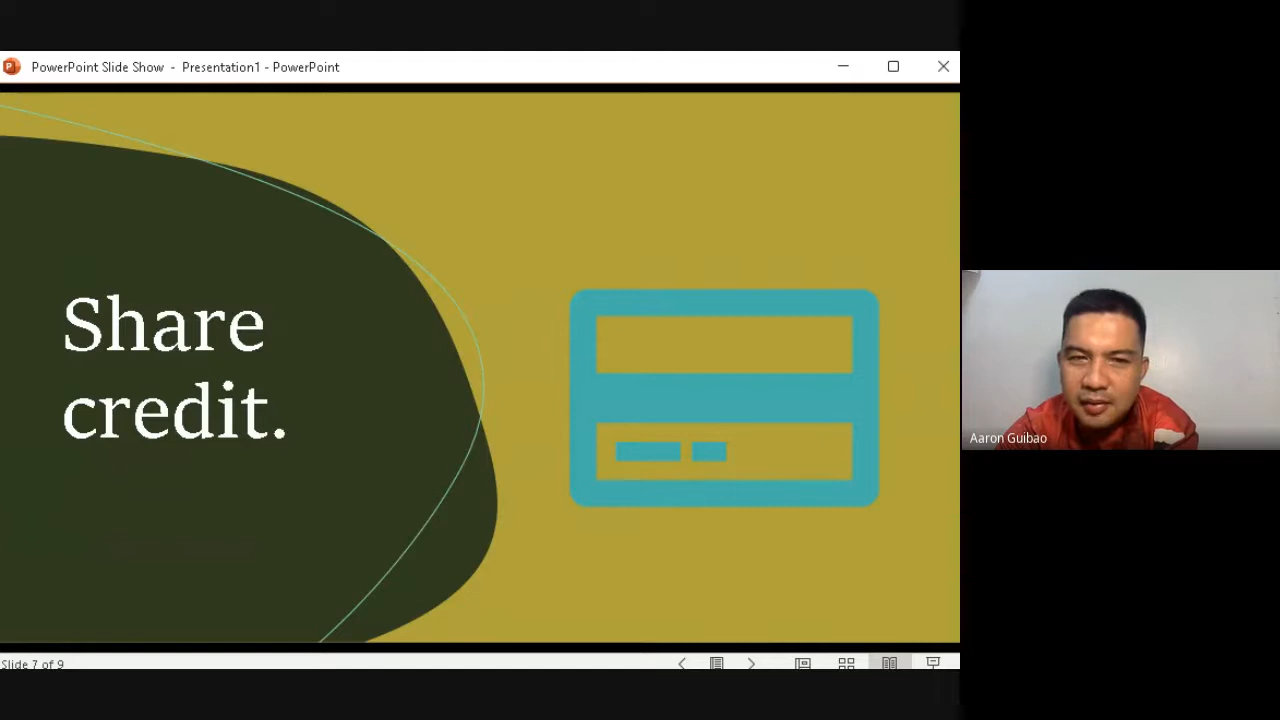 PowerPoint Slide Show - Presentation1 - PowerPoint
Share
credit.
Aaron Guibao
Slide 7 of 9